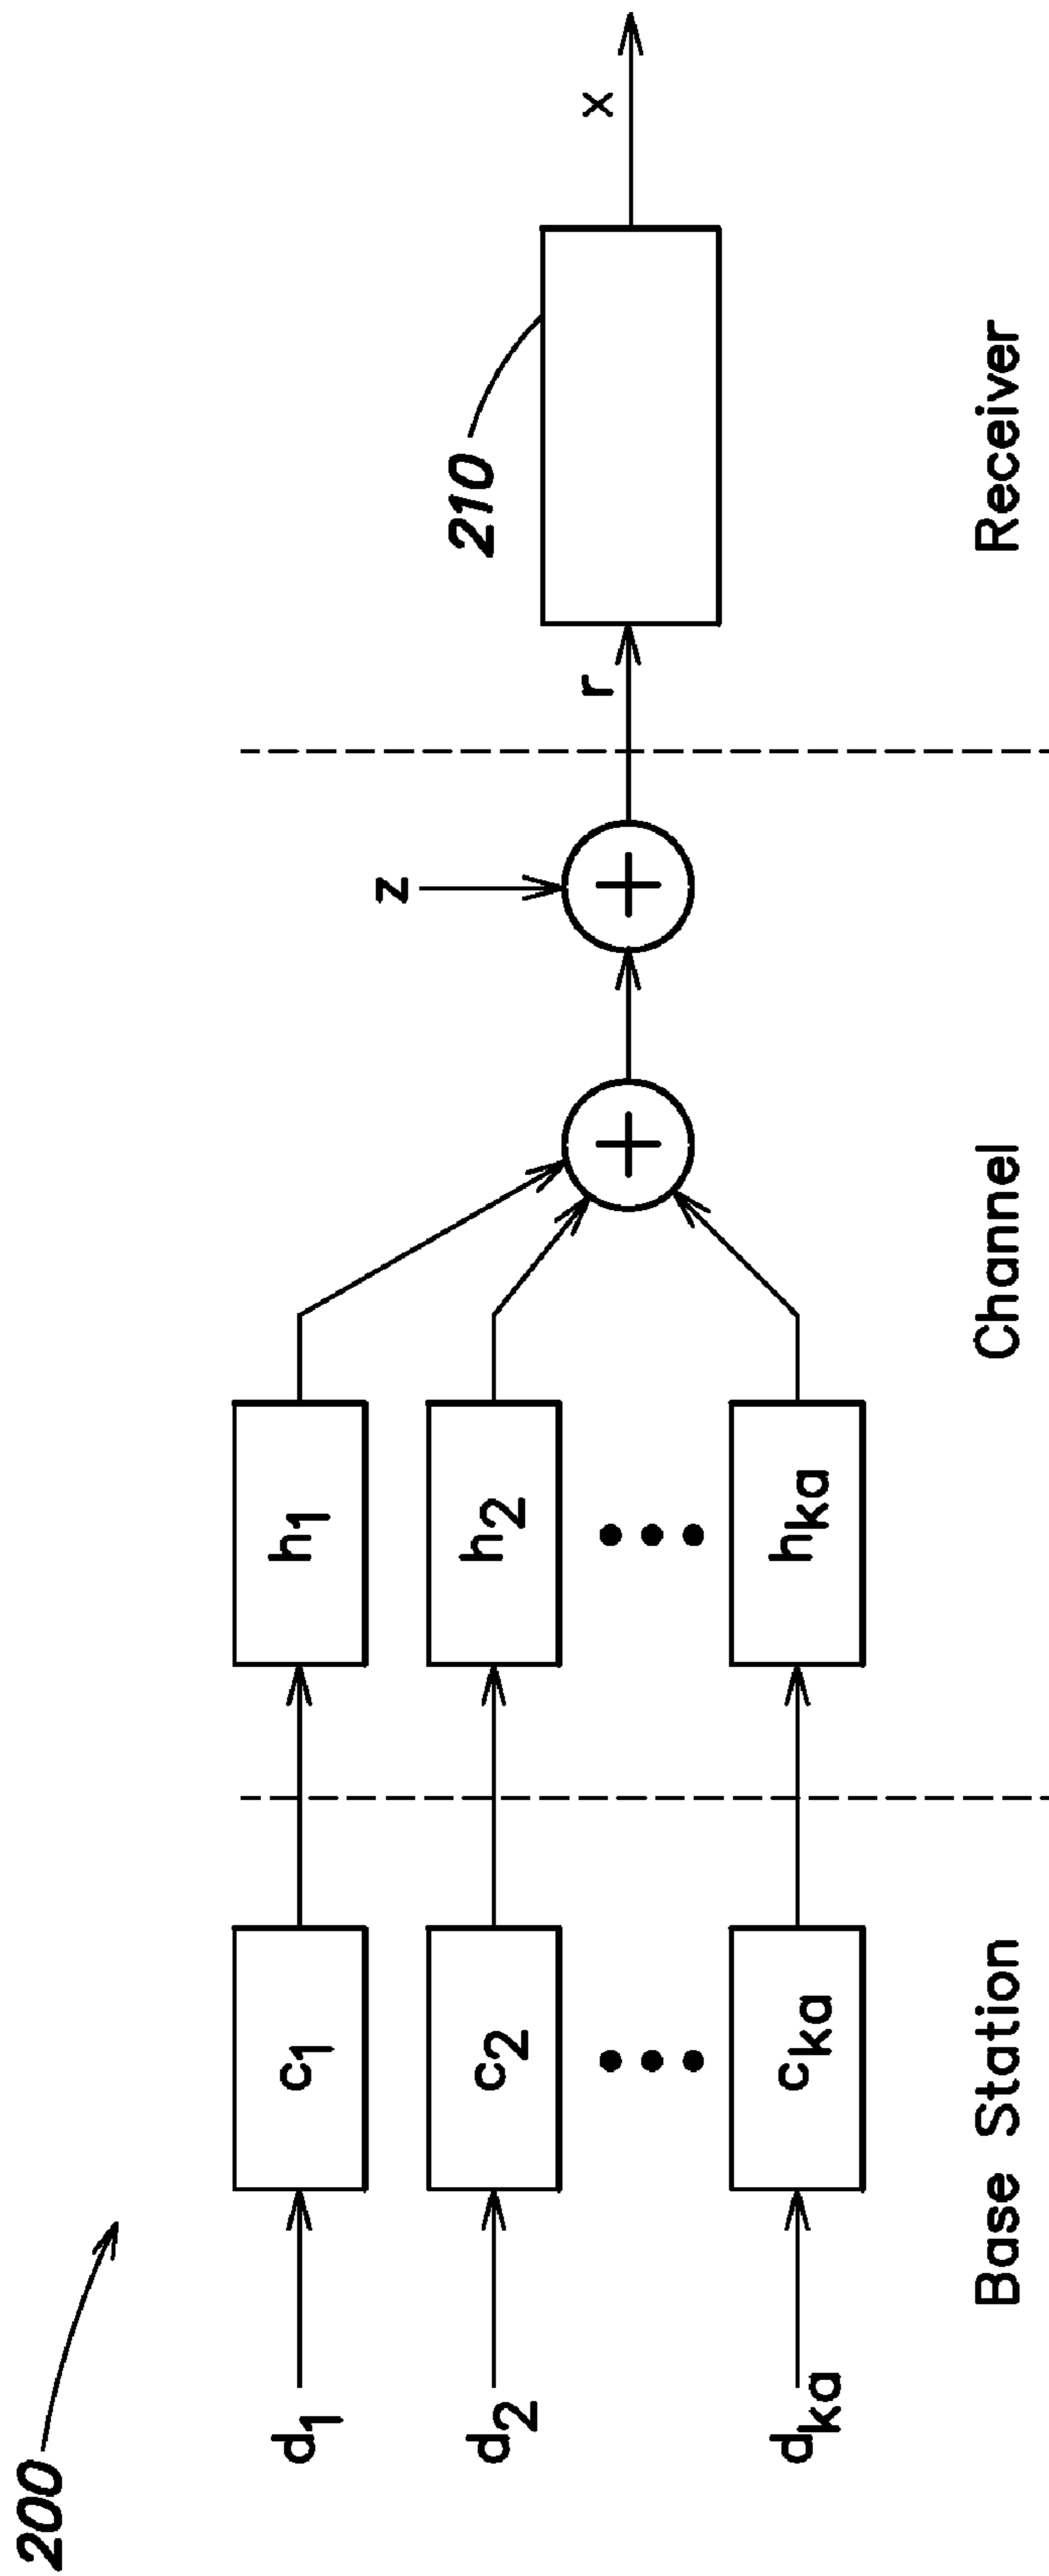 200
d1
c1
h1
d2
c2
h2
dka
cka
hka
+
z
+
r
210
x
Base Station
Channel
Receiver